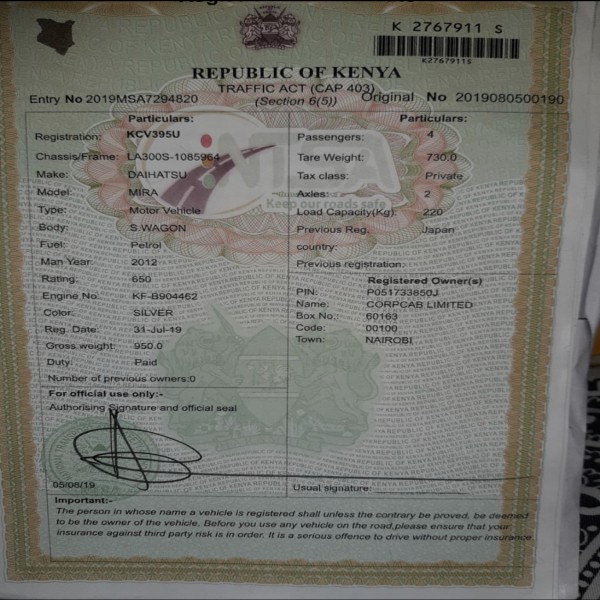 K 2767911 S
K2767911S
REPUBLIC OF KENYA
TRAFFIC ACT (CAP 403)
Entry No 2019MSA7294820 (Section 6(5)) Original No 2019080500190
Particulars: Particulars:
Registration: KCV395U Passengers: 4
Chassis/Frame: LA300S-1085964 Tare Weight: 730.0
Make: DAIHATSU Tax class: Private
Model: MIRA Axles: 2
Keep our roads safe
Type: Motor Vehicle Load Capacity(Kg): 220
Body: S.WAGON Previous Reg. Japan
Fuel: Petrol country:
Man Year: 2012 Previous registration:
Rating: 650 Registered Owner(s)
Engine No: KF-B904462 PIN: P051733850J
Name: CORPCAB LIMITED
Color: SILVER Box No.: 60163
Reg. Date: 31-Jul-19 Code: 00100
Gross weight: 950.0 Town: NAIROBI
Duty: Paid
Number of previous owners:0
For official use only:-
Authorising Signature and official seal
05/08/19 Usual signature:
Important:-
The person in whose name a vehicle is registered shall unless the contrary be proved, be deemed
to be the owner of the vehicle. Before you use any vehicle on the road,please ensure that your
insurance against third party risk is in order. It is a serious offence to drive without proper insurance